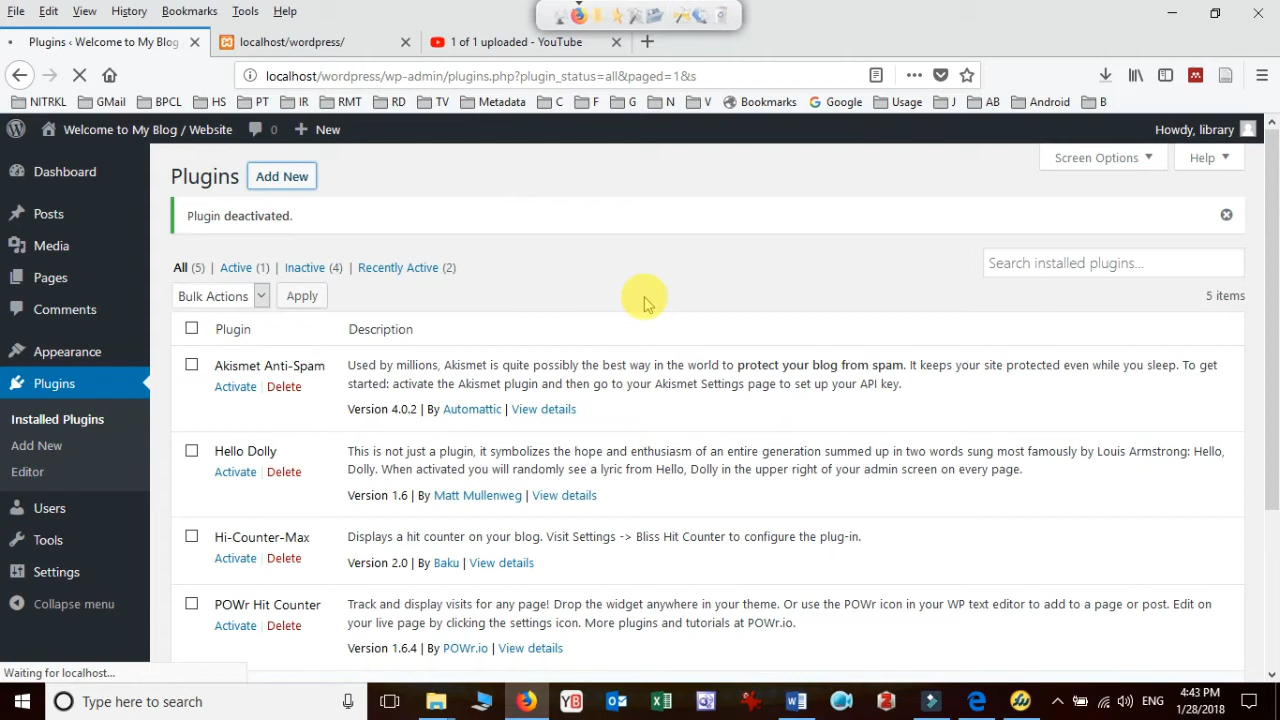 File Edit View History Bookmarks Tools Help
Plugins ‹ Welcome to My Blog / localhost/wordpress/ 1 of 1 uploaded - YouTube
localhost/wordpress/wp-admin/plugins.php?plugin_status=all&paged=1&s
NITRKL GMail BPCL HS PT IR RMT RD TV Metadata C F G N V Bookmarks Google Usage J AB Android B
Welcome to My Blog / Website 0 New Howdy, library
Screen Options Help
Dashboard
Posts
Media
Pages
Comments
Appearance
Plugins
Installed Plugins
Add New
Editor
Users
Tools
Settings
Collapse menu
Plugins Add New
Plugin deactivated.
All (5) | Active (1) | Inactive (4) | Recently Active (2)
Search installed plugins...
Bulk Actions Apply 5 items
Plugin Description
Akismet Anti-Spam
Activate | Delete
Used by millions, Akismet is quite possibly the best way in the world to protect your blog from spam. It keeps your site protected even while you sleep. To get
started: activate the Akismet plugin and then go to your Akismet Settings page to set up your API key.
Version 4.0.2 | By Automattic | View details
Hello Dolly
Activate | Delete
This is not just a plugin, it symbolizes the hope and enthusiasm of an entire generation summed up in two words sung most famously by Louis Armstrong: Hello,
Dolly. When activated you will randomly see a lyric from Hello, Dolly in the upper right of your admin screen on every page.
Version 1.6 | By Matt Mullenweg | View details
Hi-Counter-Max
Activate | Delete
Displays a hit counter on your blog. Visit Settings -> Bliss Hit Counter to configure the plug-in.
Version 2.0 | By Baku | View details
POWr Hit Counter
Activate | Delete
Track and display visits for any page! Drop the widget anywhere in your theme. Or use the POWr icon in your WP text editor to add to a page or post. Edit on
your live page by clicking the settings icon. More plugins and tutorials at POWr.io.
Version 1.6.4 | By POWr.io | View details
Waiting for localhost...
Type here to search
ENG
4:43 PM
1/28/2018